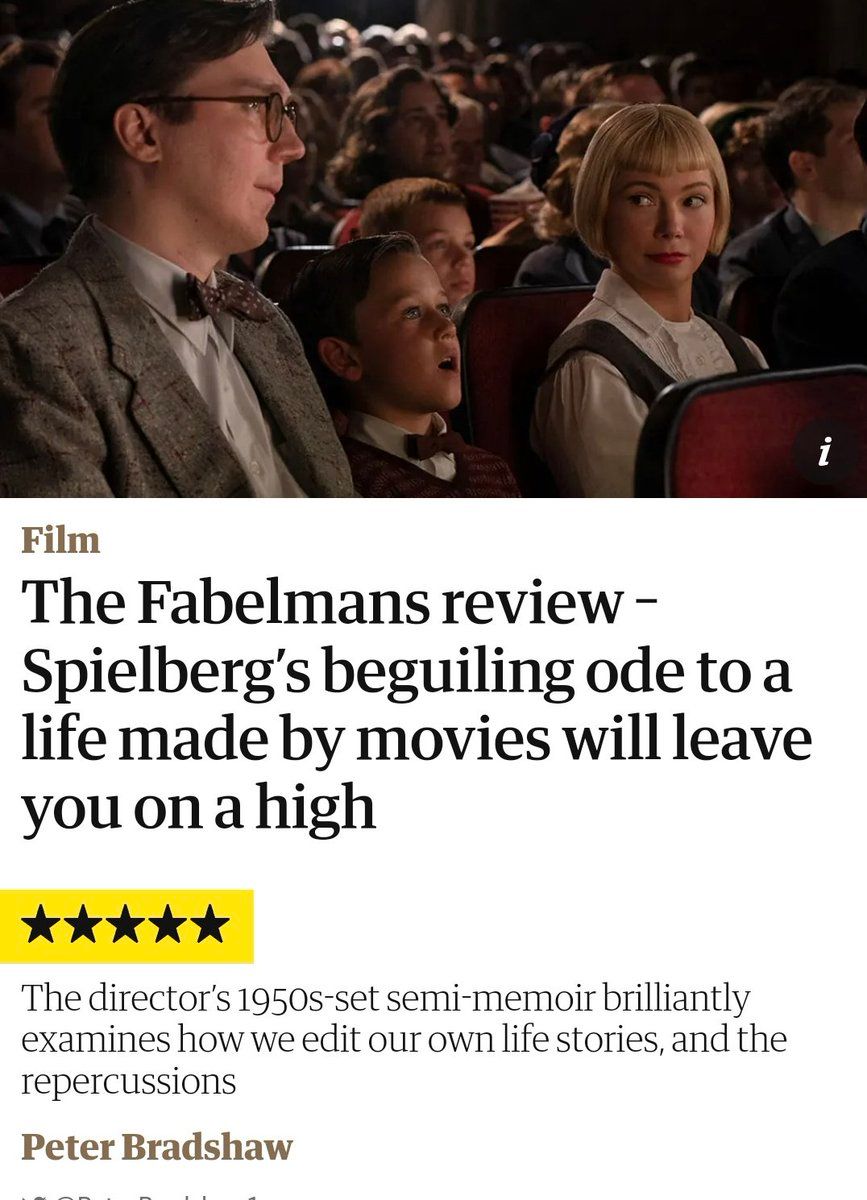 i
Film
The Fabelmans review –
Spielberg's beguiling ode to a
life made by movies will leave
you on a high
★★★★★
The director's 1950s-set semi-memoir brilliantly
examines how we edit our own life stories, and the
repercussions
Peter Bradshaw